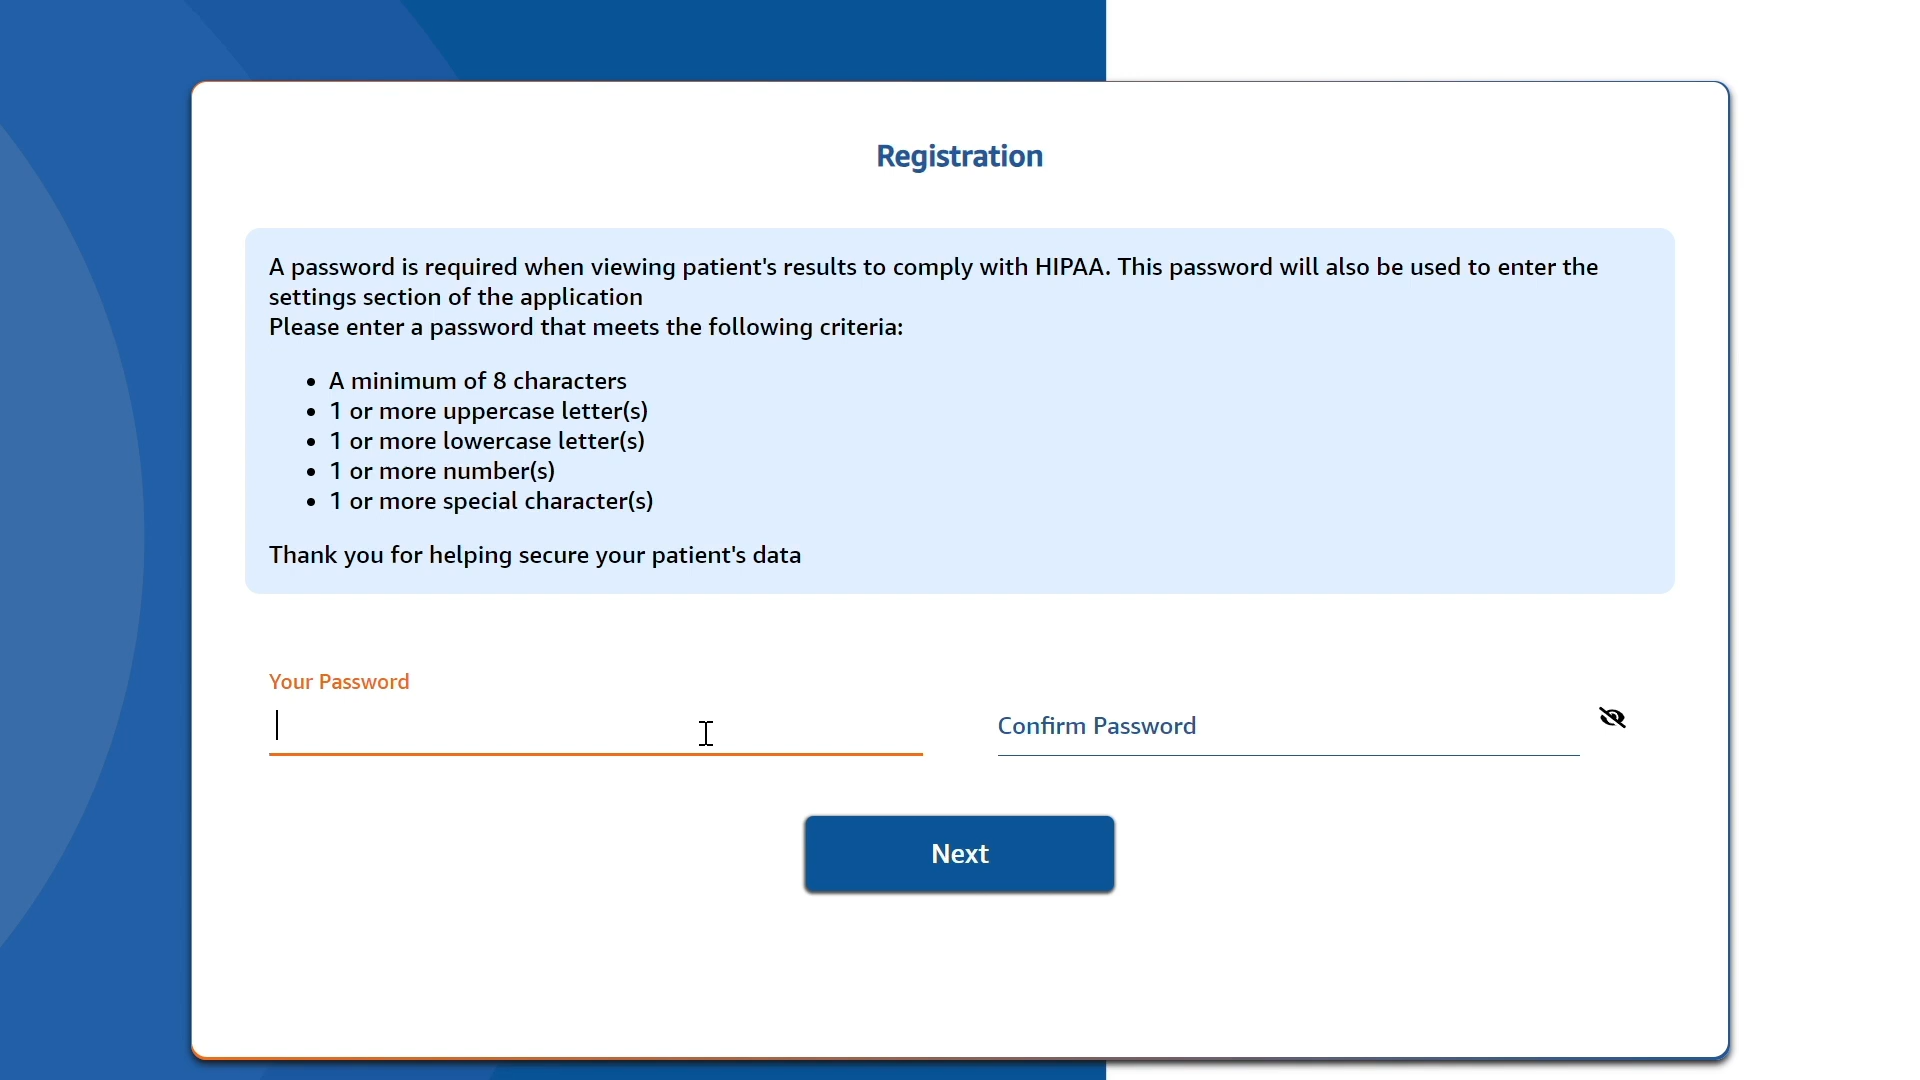 Registration
A password is required when viewing patient's results to comply with HIPAA. This password will also be used to enter the
settings section of the application
Please enter a password that meets the following criteria:
• A minimum of 8 characters
• 1 or more uppercase letter(s)
• 1 or more lowercase letter(s)
• 1 or more number(s)
• 1 or more special character(s)
Thank you for helping secure your patient's data
Your Password
Confirm Password
Next